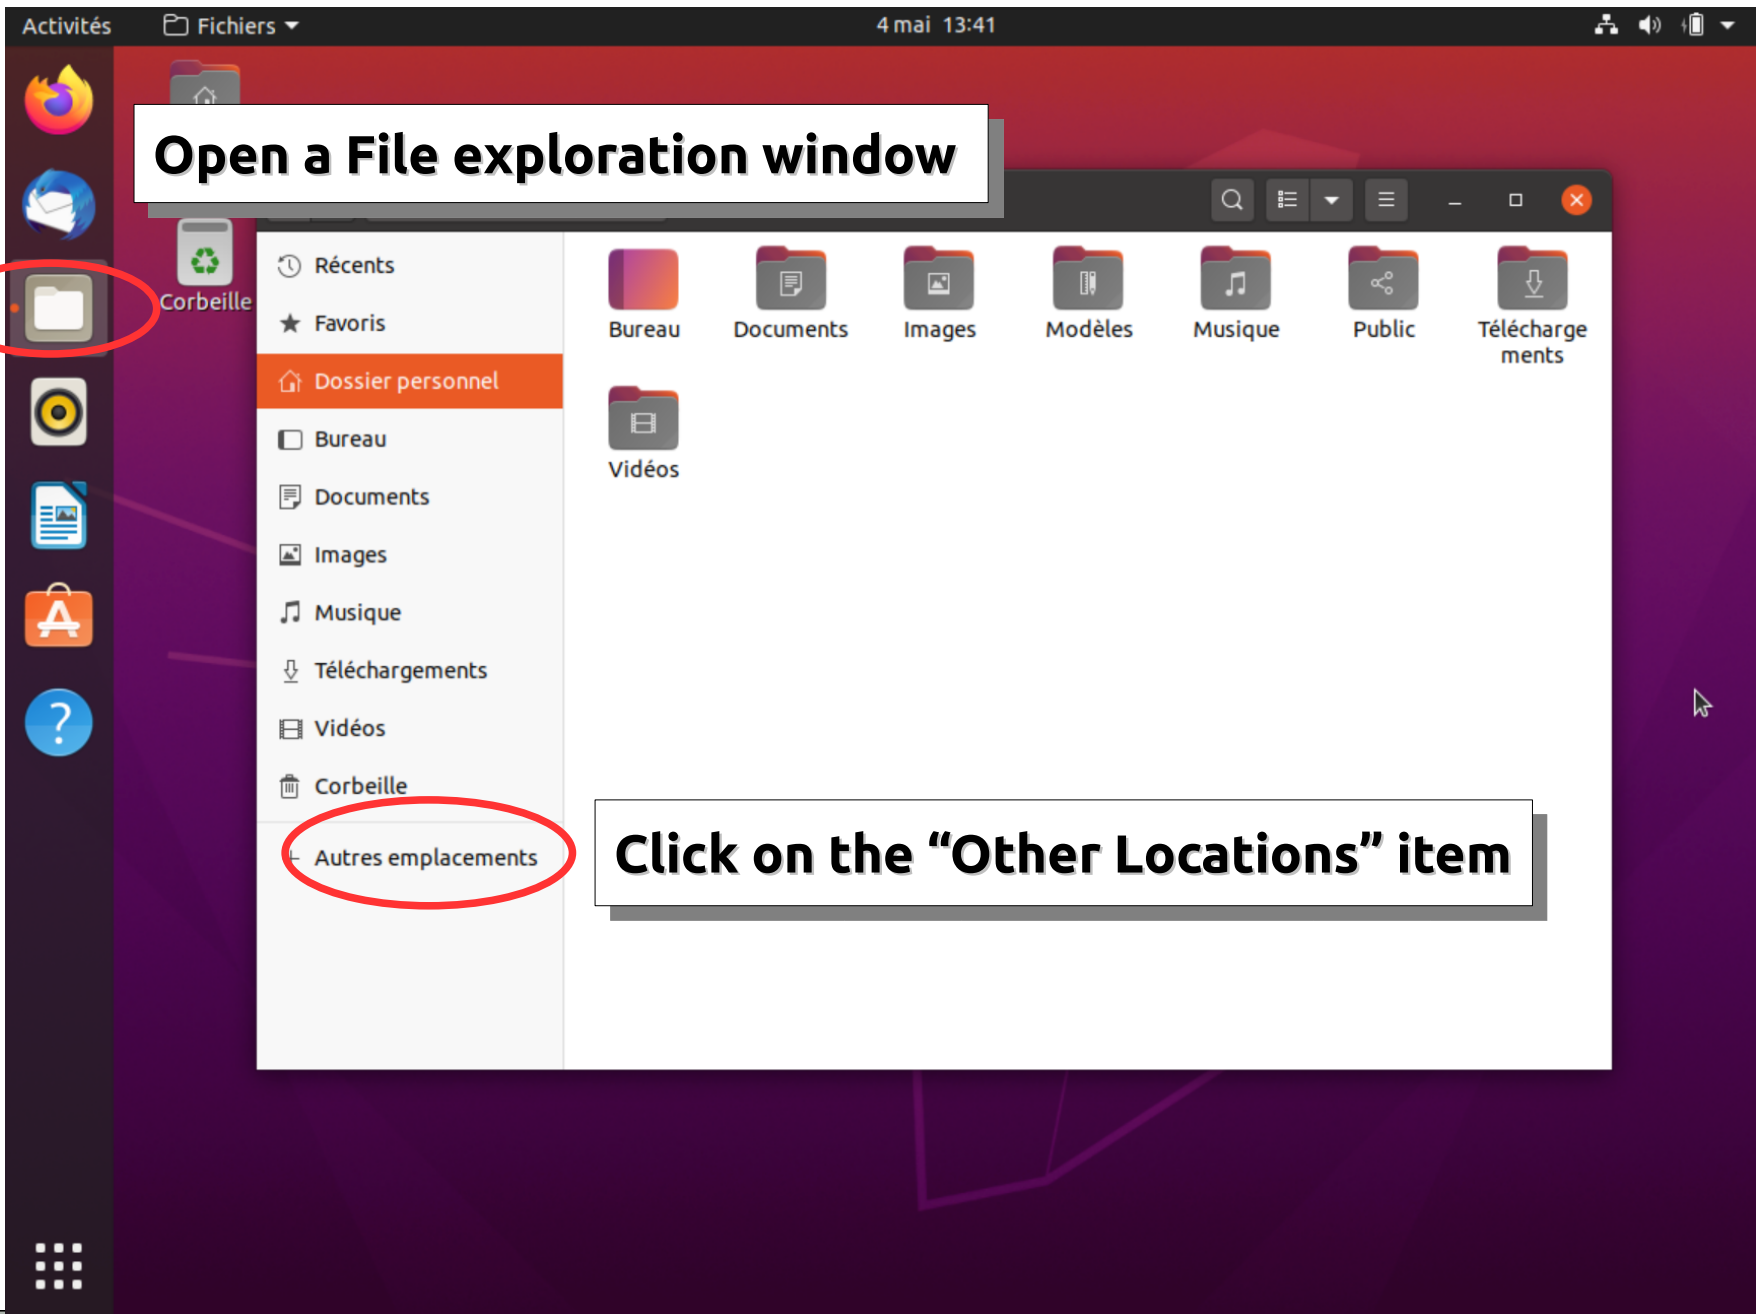 Activités
Fichiers
4 mai 13:41
Open a File exploration window
Corbeille
Récents
Favoris
Dossier personnel
Bureau
Documents
Images
Musique
Téléchargements
Vidéos
Corbeille
Autres emplacements
Bureau
Documents
Images
Modèles
Musique
Public
Télécharge
ments
Vidéos
Click on the “Other Locations” item